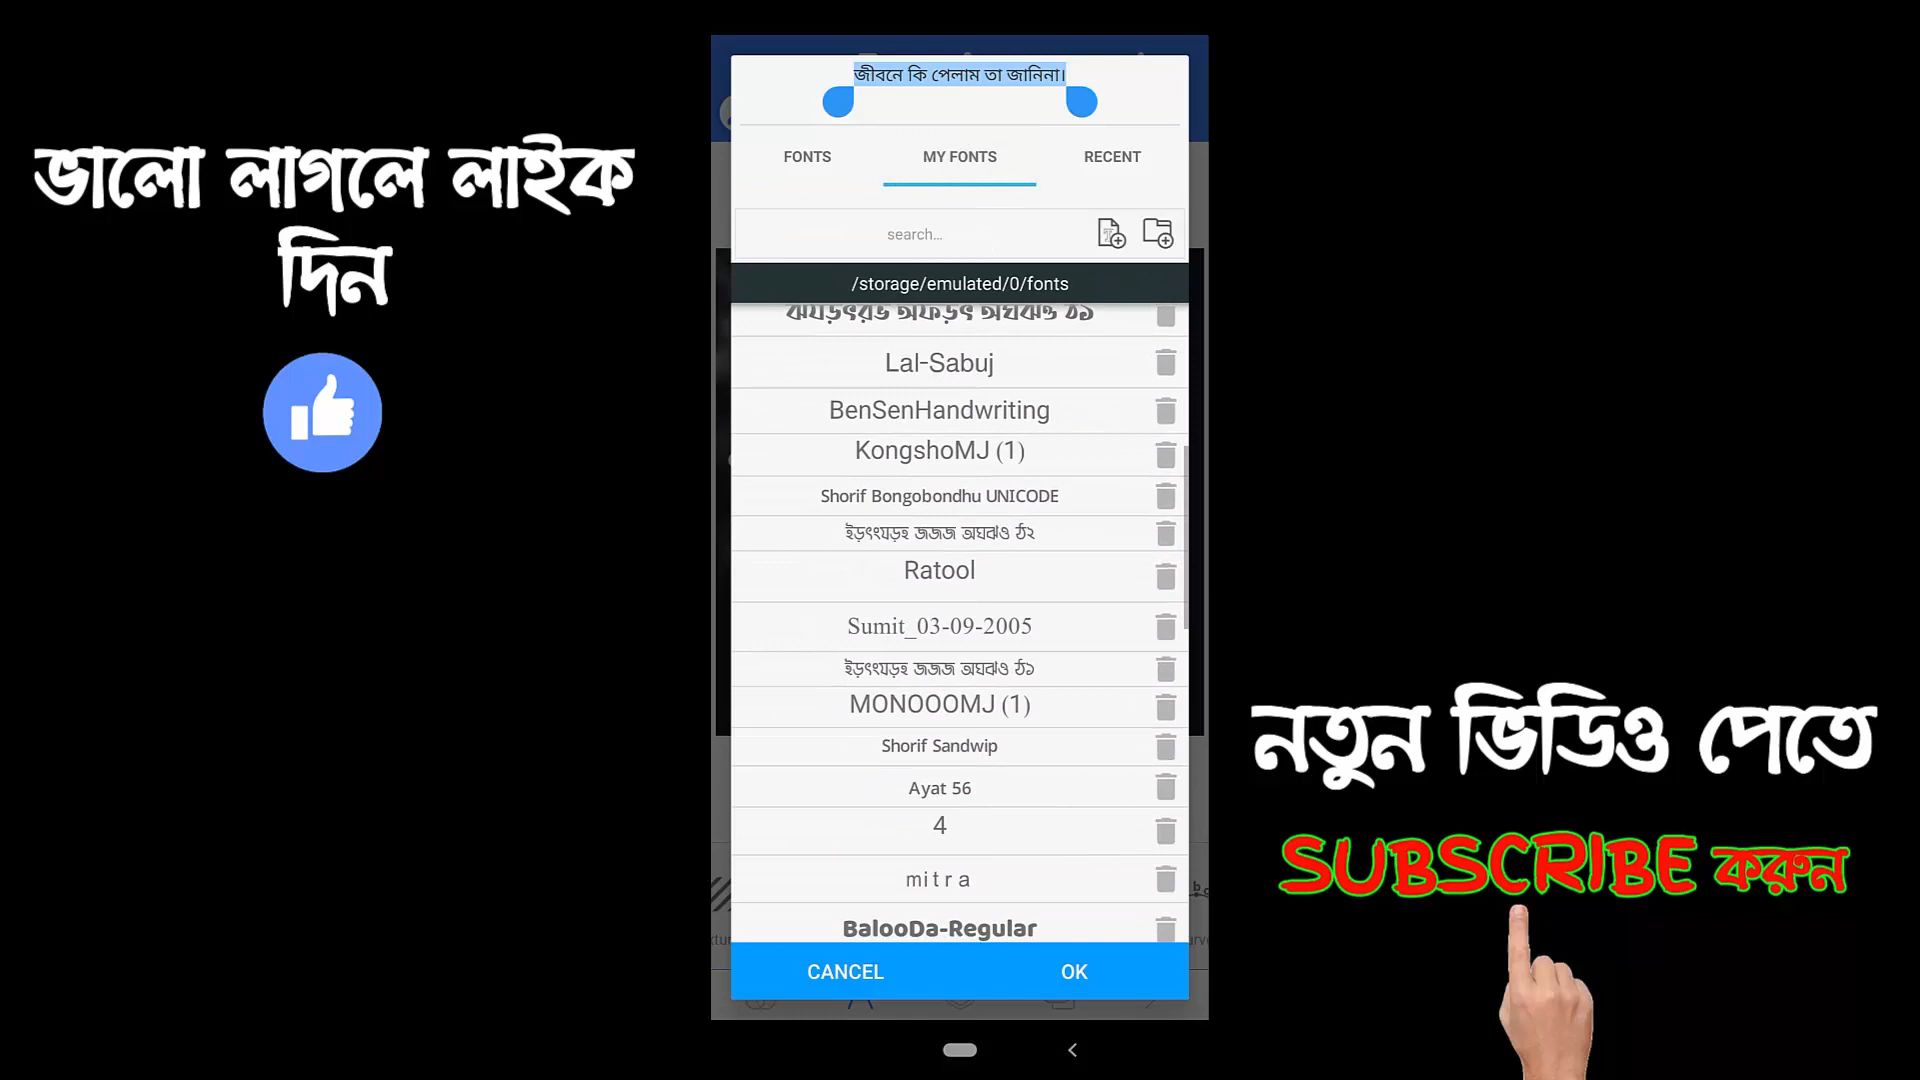 ভালো লাগলে লাইক
দিন
জীবনে কি পেলাম তা জানিনা।
FONTS MY FONTS RECENT
search...
/storage/emulated/0/fonts
Lal-Sabuj
BenSenHandwriting
KongshoMJ (1)
Shorif Bongobondhu UNICODE
ইড়ৎংয়ড়হ জজজ অঘঝও ঠ২
Ratool
Sumit_03-09-2005
ইড়ৎংয়ড়হ জজজ অঘঝও ঠ১
MONOOOMJ (1)
Shorif Sandwip
Ayat 56
4
mitra
BalooDa-Regular
CANCEL OK
নতুন ভিডিও পেতে
SUBSCRIBE করুন